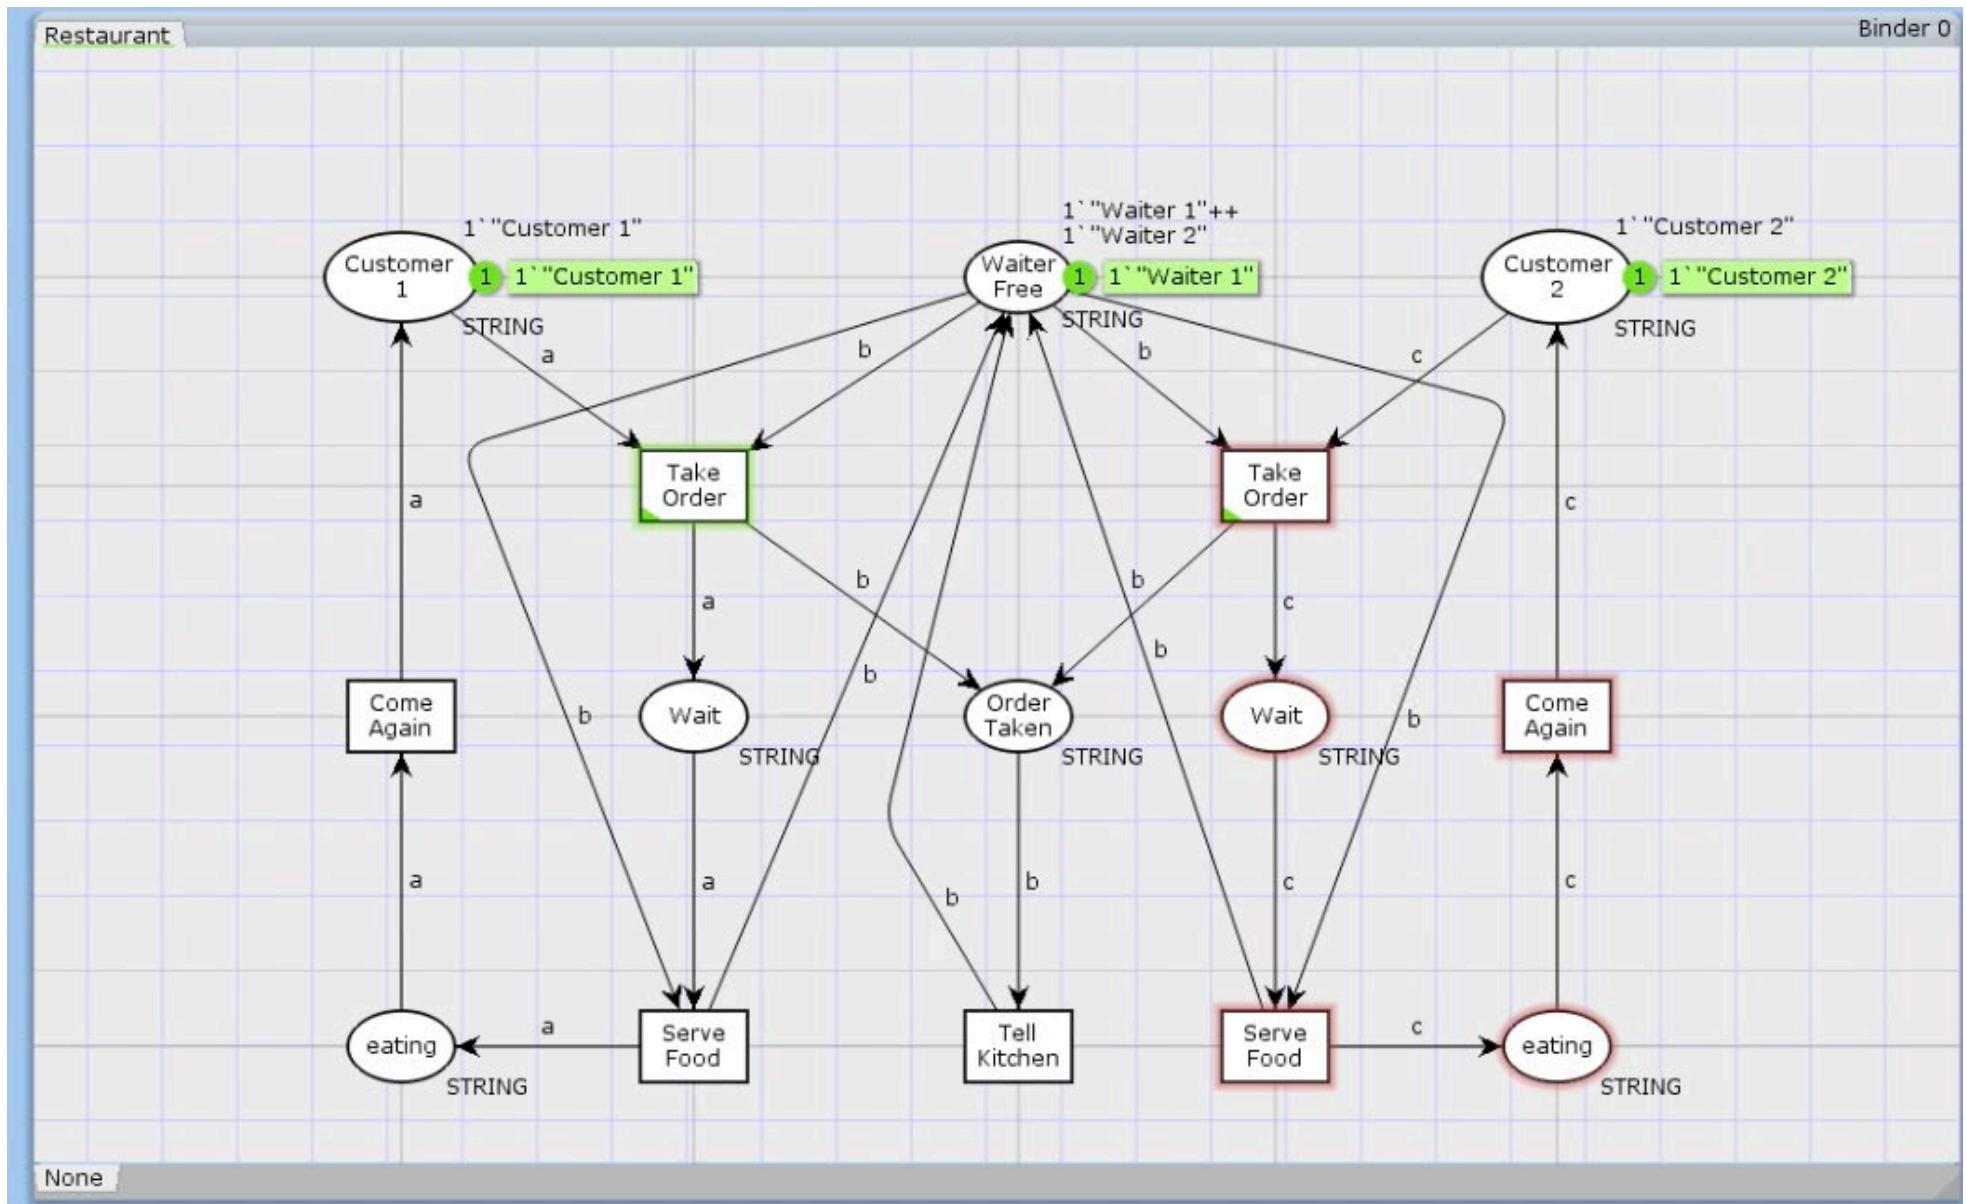 Restaurant
Binder 0
1`"Customer 1"
1`"Waiter 1"++
1`"Waiter 2"
1`"Customer 2"
Customer
1
1
1`"Customer 1"
STRING
Waiter
Free
1
1`"Waiter 1"
STRING
Customer
2
1
1`"Customer 2"
STRING
a
b
b
c
Take
Order
Take
Order
a
c
b
b
a
c
b
b
Come
Again
b
Wait
STRING
Order
Taken
STRING
Wait
STRING
b
Come
Again
a
a
b
b
c
c
eating
STRING
a
Serve
Food
Tell
Kitchen
Serve
Food
c
eating
STRING
None